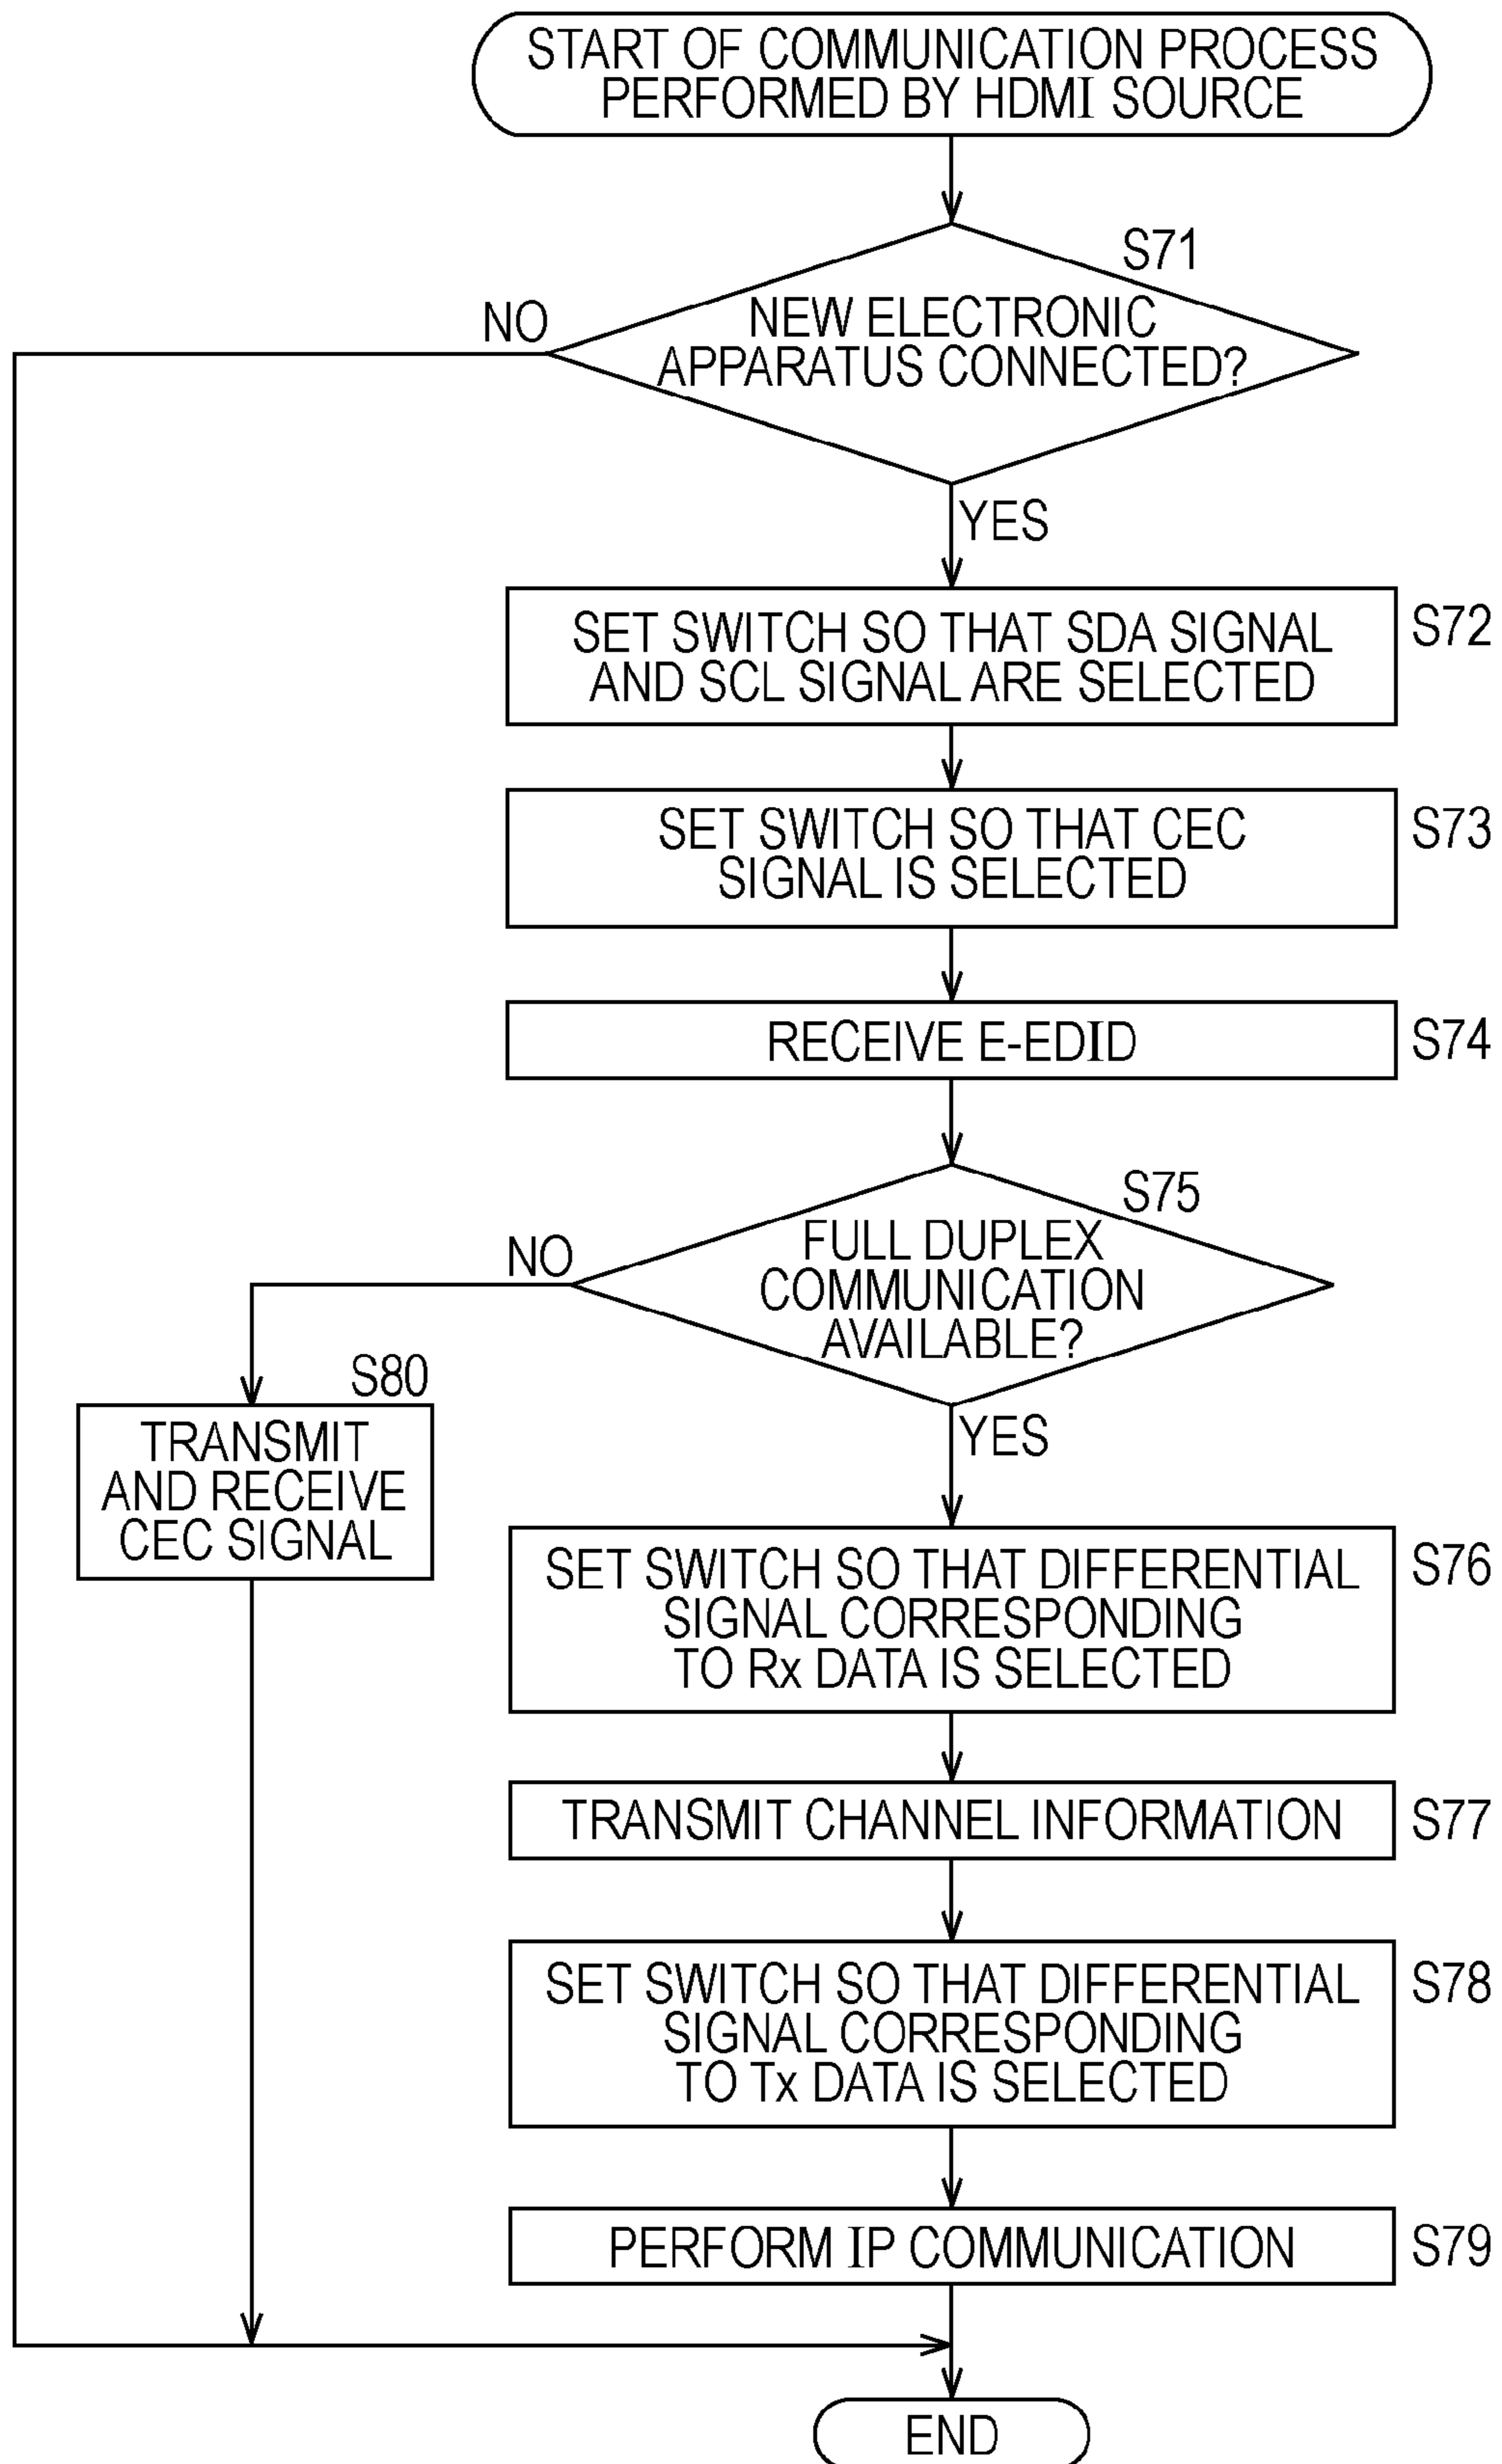 START OF COMMUNICATION PROCESS
PERFORMED BY HDMI SOURCE
S71
NO
NEW ELECTRONIC
APPARATUS CONNECTED?
YES
SET SWITCH SO THAT SDA SIGNAL
AND SCL SIGNAL ARE SELECTED
S72
SET SWITCH SO THAT CEC
SIGNAL IS SELECTED
S73
RECEIVE E-EDID
S74
S75
NO
FULL DUPLEX
COMMUNICATION
AVAILABLE?
YES
S80
TRANSMIT
AND RECEIVE
CEC SIGNAL
SET SWITCH SO THAT DIFFERENTIAL
SIGNAL CORRESPONDING
TO Rx DATA IS SELECTED
S76
TRANSMIT CHANNEL INFORMATION
S77
SET SWITCH SO THAT DIFFERENTIAL
SIGNAL CORRESPONDING
TO Tx DATA IS SELECTED
S78
PERFORM IP COMMUNICATION
S79
END